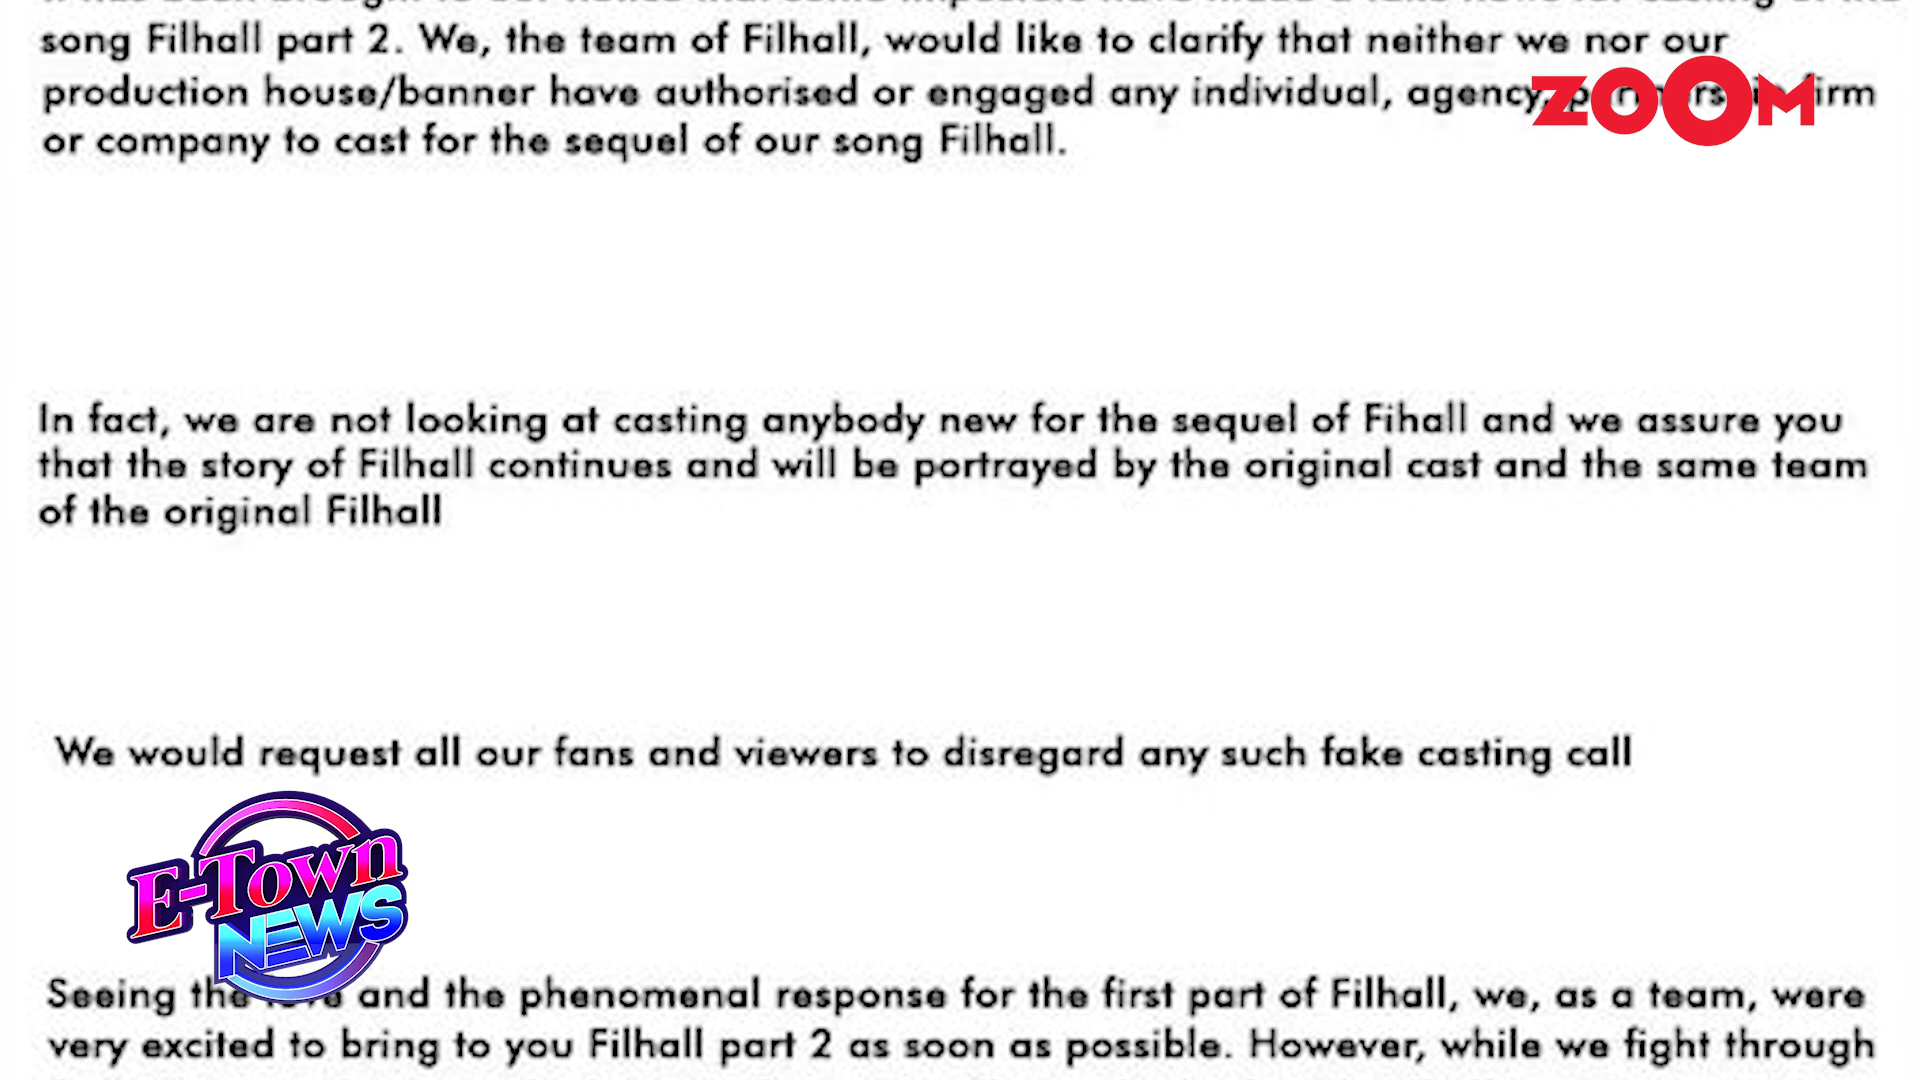 song Filhall part 2. We, the team of Filhall, would like to clarify that neither we nor our
production house/banner have authorised or engaged any individual, agency, firm
ZOOM
or company to cast for the sequel of our song Filhall.
In fact, we are not looking at casting anybody new for the sequel of Fihall and we assure you
that the story of Filhall continues and will be portrayed by the original cast and the same team
of the original Filhall
We would request all our fans and viewers to disregard any such fake casting call
E-Town
NEWS
Seeing the and the phenomenal response for the first part of Filhall, we, as a team, were
very excited to bring to you Filhall part 2 as soon as possible. However, while we fight through